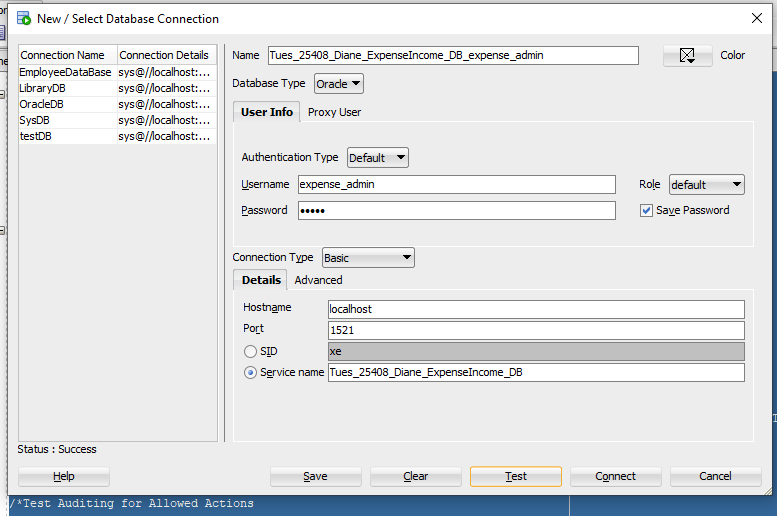 New / Select Database Connection
Connection Name Connection Details
EmployeeDataBase sys@//localhost:...
LibraryDB sys@//localhost:...
OracleDB sys@//localhost:...
SysDB sys@//localhost:...
testDB sys@//localhost:...
Name Tues_25408_Diane_ExpenseIncome_DB_expense_admin Color
Database Type Oracle
User Info Proxy User
Authentication Type Default
Username expense_admin Role default
Password ••••• Save Password
Connection Type Basic
Details Advanced
Hostname localhost
Port 1521
SID xe
Service name Tues_25408_Diane_ExpenseIncome_DB
Status : Success
Help Save Clear Test Connect Cancel
/*Test Auditing for Allowed Actions